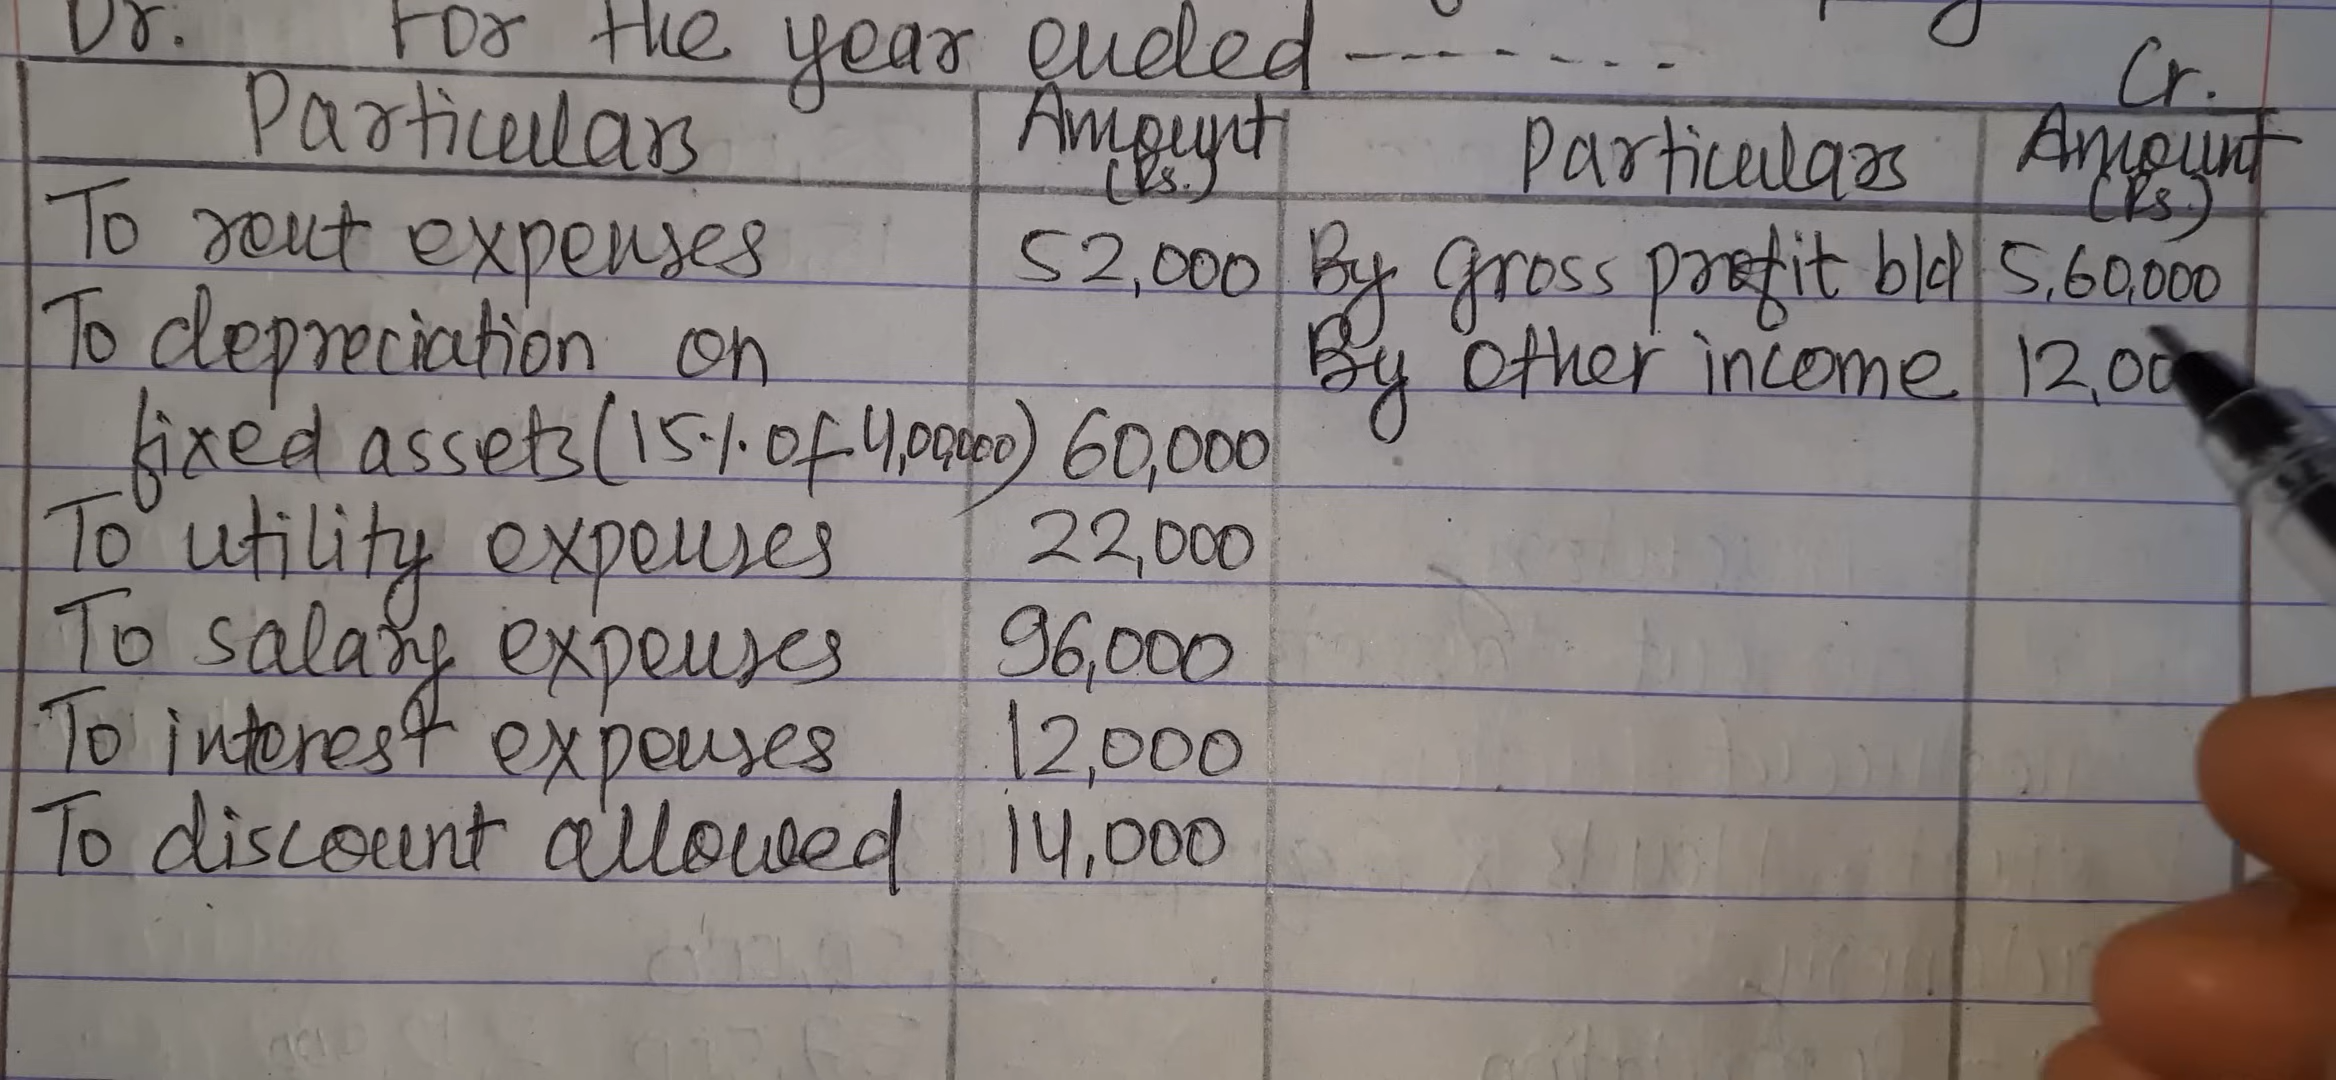 Dr. For the year ended -------- Cr.
Particulars Amount (Rs.) Particulars Amount (Rs.)
To rent expenses 52,000 By gross profit b/d 5,60,000
To depreciation on By other income 12,00
fixed assets (15% of 4,00,000) 60,000
To utility expenses 22,000
To salary expenses 96,000
To interest expenses 12,000
To discount allowed 14,000